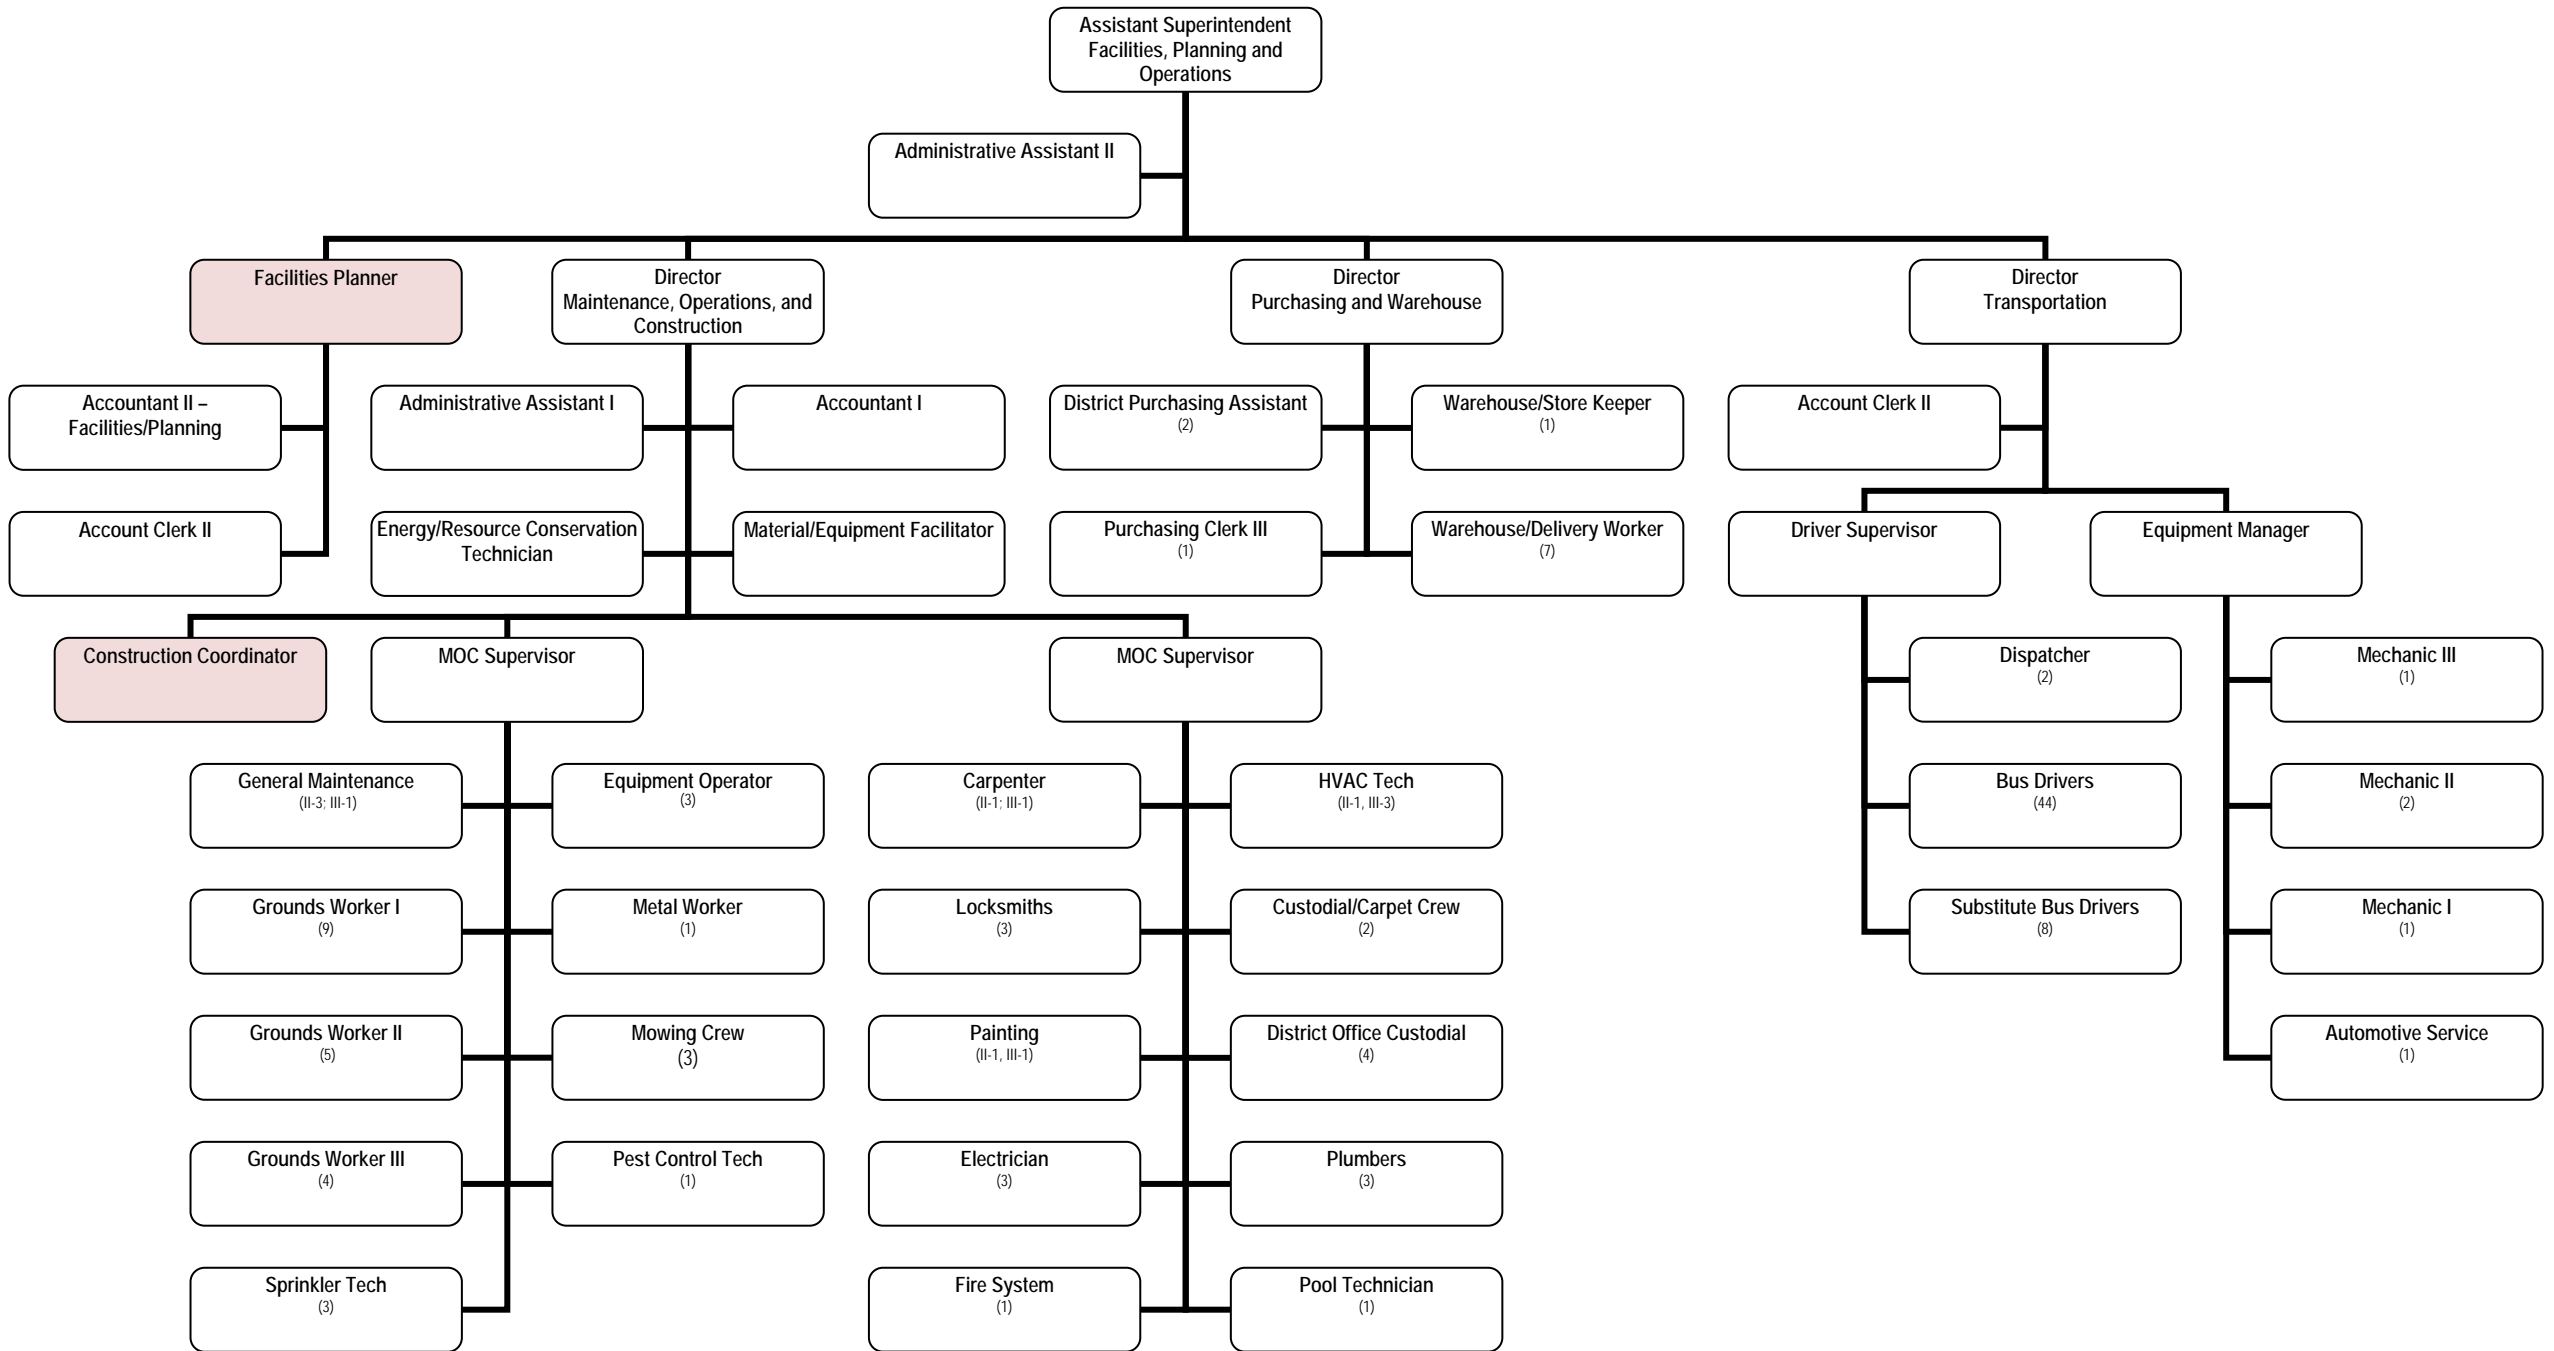 Assistant Superintendent
Facilities, Planning and
Operations
Administrative Assistant II
Facilities Planner
Director
Maintenance, Operations, and
Construction
Director
Purchasing and Warehouse
Director
Transportation
Accountant II –
Facilities/Planning
Administrative Assistant I
Accountant I
District Purchasing Assistant
(2)
Warehouse/Store Keeper
(1)
Account Clerk II
Account Clerk II
Energy/Resource Conservation
Technician
Material/Equipment Facilitator
Purchasing Clerk III
(1)
Warehouse/Delivery Worker
(7)
Driver Supervisor
Equipment Manager
Construction Coordinator
MOC Supervisor
MOC Supervisor
Dispatcher
(2)
Mechanic III
(1)
General Maintenance
(II-3; III-1)
Equipment Operator
(3)
Carpenter
(II-1; III-1)
HVAC Tech
(II-1, III-3)
Bus Drivers
(44)
Mechanic II
(2)
Grounds Worker I
(9)
Metal Worker
(1)
Locksmiths
(3)
Custodial/Carpet Crew
(2)
Substitute Bus Drivers
(8)
Mechanic I
(1)
Grounds Worker II
(5)
Mowing Crew
(3)
Painting
(II-1, III-1)
District Office Custodial
(4)
Automotive Service
(1)
Grounds Worker III
(4)
Pest Control Tech
(1)
Electrician
(3)
Plumbers
(3)
Sprinkler Tech
(3)
Fire System
(1)
Pool Technician
(1)